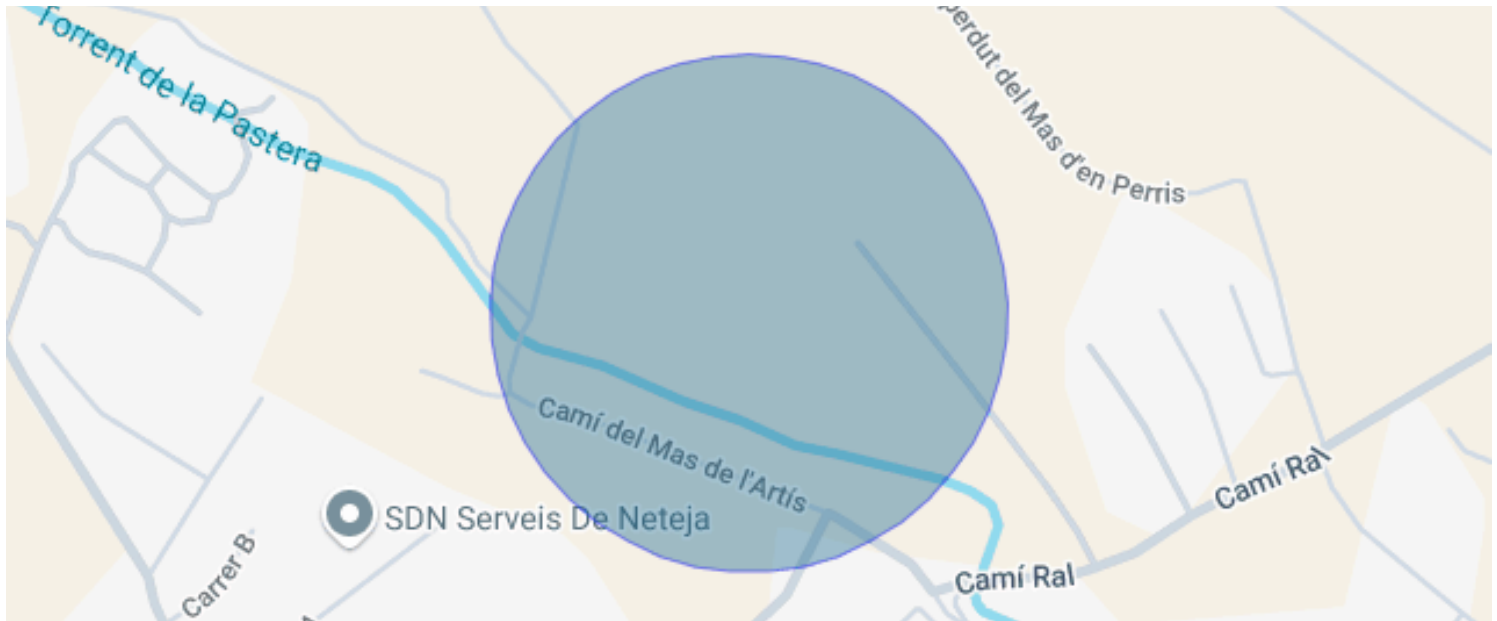 Torrent de la Pastera
perdut del Mas d'en Perris
Camí del Mas de l'Artís
SDN Serveis De Neteja
Camí Ral
Camí Ral
Carrer B